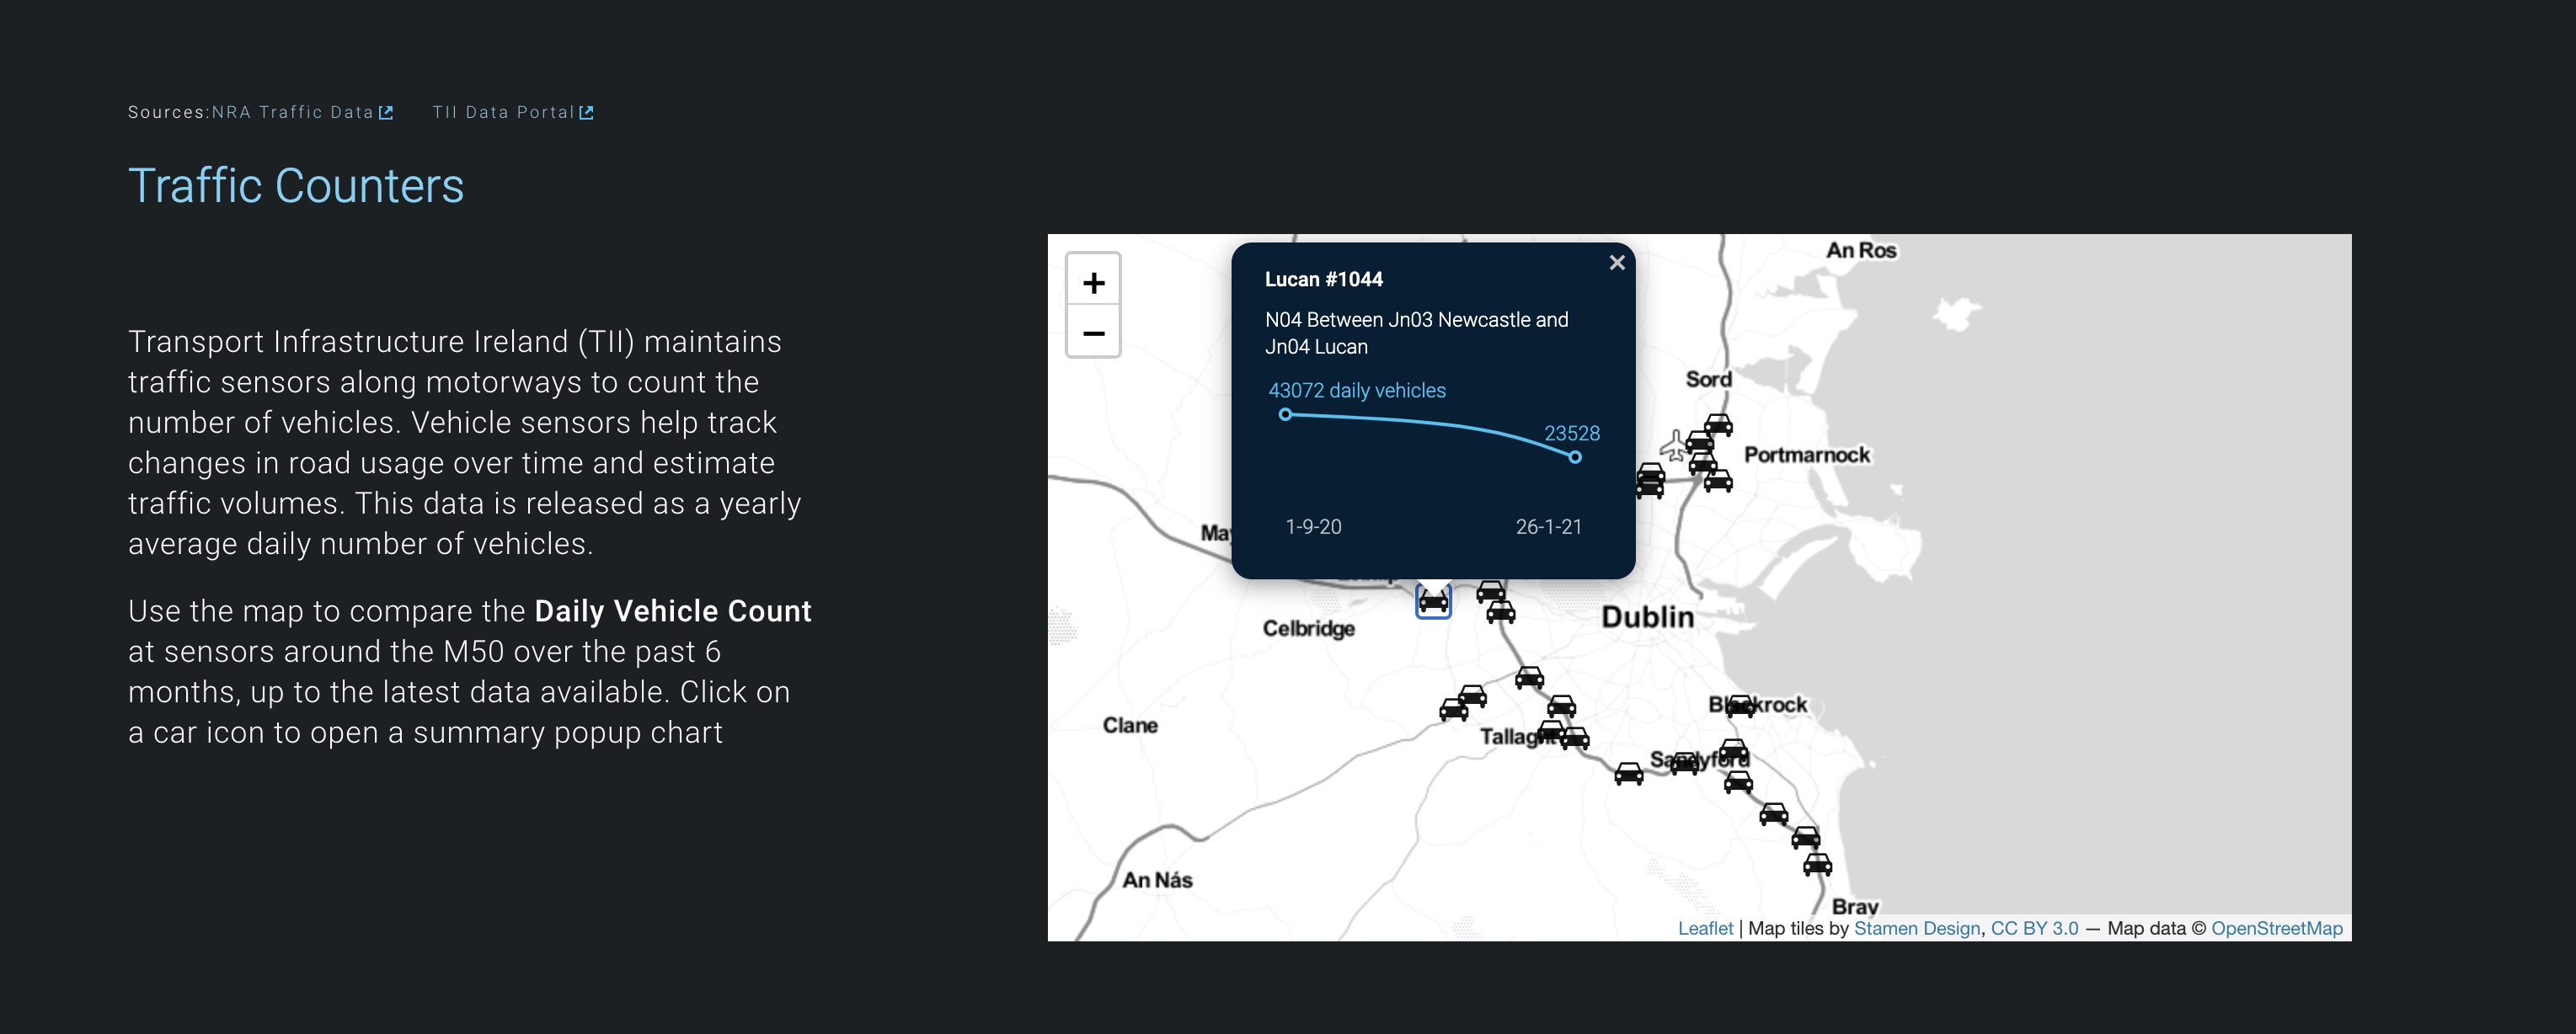 Sources:NRA Traffic Data TII Data Portal
Traffic Counters
Transport Infrastructure Ireland (TII) maintains
traffic sensors along motorways to count the
number of vehicles. Vehicle sensors help track
changes in road usage over time and estimate
traffic volumes. This data is released as a yearly
average daily number of vehicles.
Use the map to compare the Daily Vehicle Count
at sensors around the M50 over the past 6
months, up to the latest data available. Click on
a car icon to open a summary popup chart
+
−
×
Lucan #1044
N04 Between Jn03 Newcastle and
Jn04 Lucan
43072 daily vehicles
23528
1-9-20 26-1-21
An Ros
Sord
Portmarnock
Dublin
Celbridge
Blackrock
Clane
Tallaght
Sandyford
An Nás
Bray
Leaflet | Map tiles by Stamen Design, CC BY 3.0 — Map data © OpenStreetMap